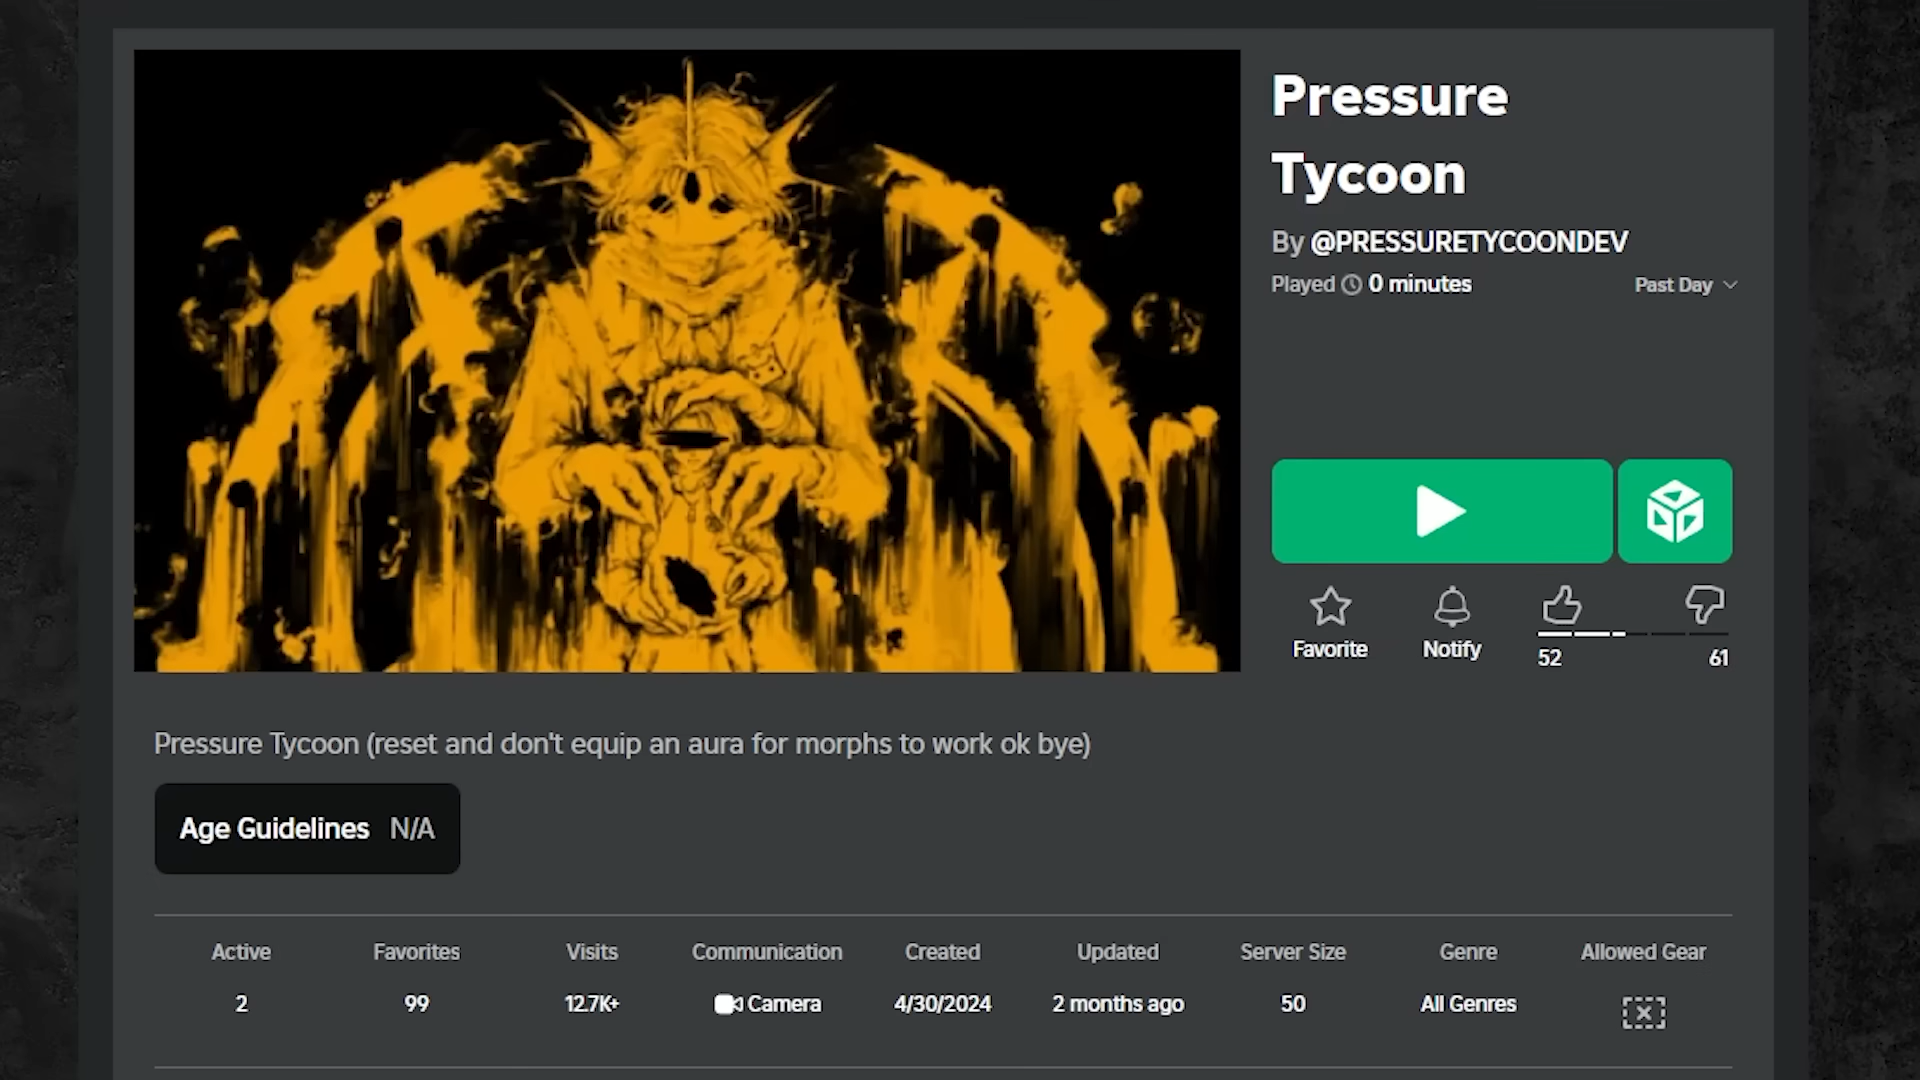 Pressure
Tycoon
By @PRESSURETYCOONDEV
Played 0 minutes
Past Day
Favorite
Notify
52
61
Pressure Tycoon (reset and don't equip an aura for morphs to work ok bye)
Age Guidelines N/A
Active Favorites Visits Communication Created Updated Server Size Genre Allowed Gear
2 99 12.7K+ Camera 4/30/2024 2 months ago 50 All Genres